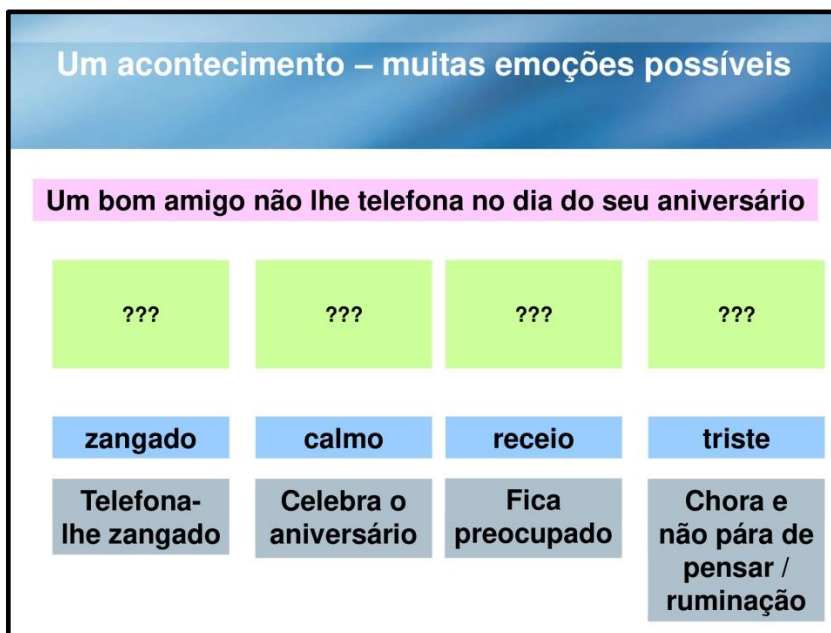 Um acontecimento – muitas emoções possíveis
Um bom amigo não lhe telefona no dia do seu aniversário
???
???
???
???
zangado
calmo
receio
triste
Telefona-
lhe zangado
Celebra o
aniversário
Fica
preocupado
Chora e
não pára de
pensar /
ruminação